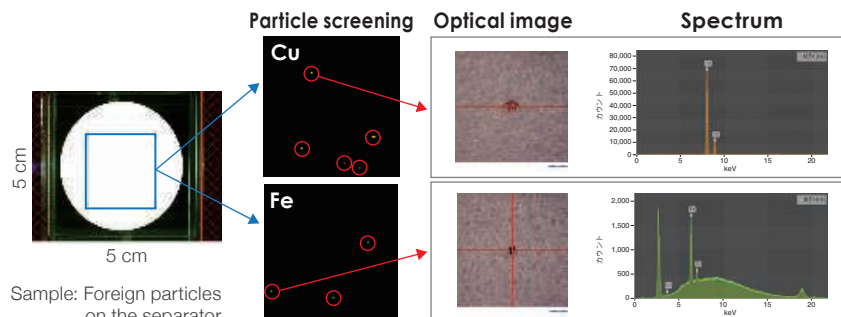 Particle screening
Optical image
Spectrum
Cu
Fe
5 cm
5 cm
Sample: Foreign particles
on the separator
80,000
70,000
60,000
50,000
40,000
30,000
20,000
10,000
0
カウント
0
5
10
15
20
keV
2,000
1,500
1,000
500
0
カウント
0
5
10
15
20
keV